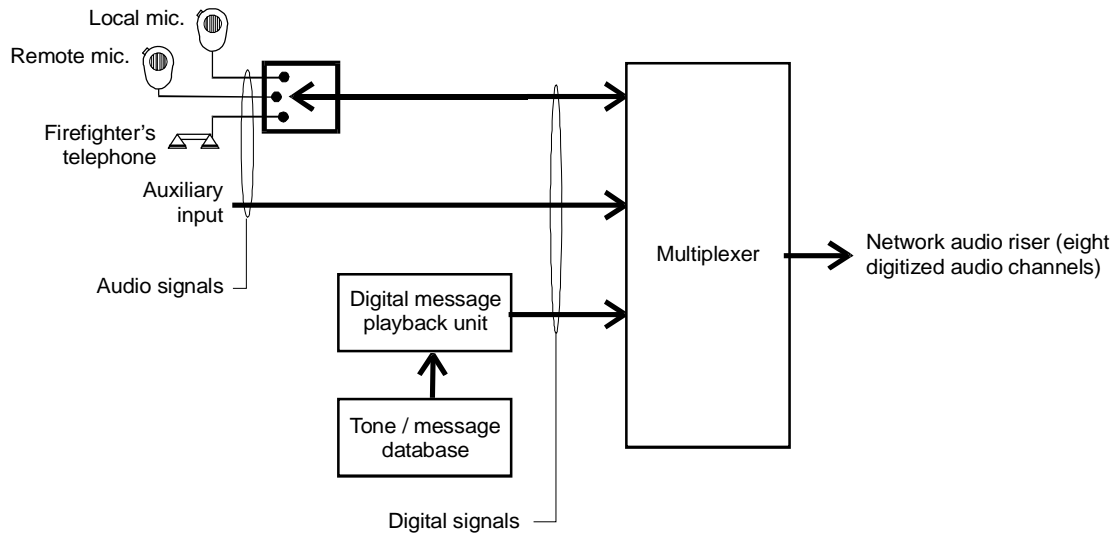 Local mic.
Remote mic.
Firefighter's
telephone
Auxiliary
input
Audio signals
Digital message
playback unit
Tone / message
database
Digital signals
Multiplexer
Network audio riser (eight
digitized audio channels)